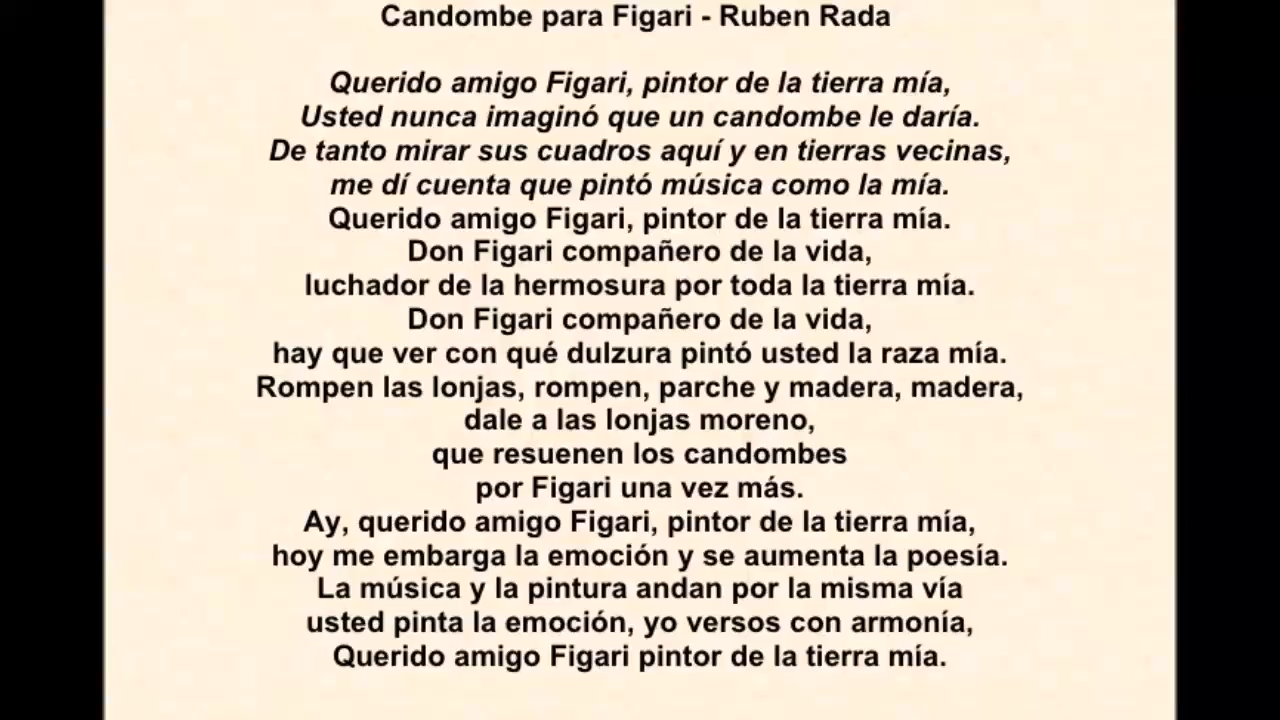 Candombe para Figari - Ruben Rada
Querido amigo Figari, pintor de la tierra mía,
Usted nunca imaginó que un candombe le daría.
De tanto mirar sus cuadros aquí y en tierras vecinas,
me dí cuenta que pintó música como la mía.
Querido amigo Figari, pintor de la tierra mía.
Don Figari compañero de la vida,
luchador de la hermosura por toda la tierra mía.
Don Figari compañero de la vida,
hay que ver con qué dulzura pintó usted la raza mía.
Rompen las lonjas, rompen, parche y madera, madera,
dale a las lonjas moreno,
que resuenen los candombes
por Figari una vez más.
Ay, querido amigo Figari, pintor de la tierra mía,
hoy me embarga la emoción y se aumenta la poesía.
La música y la pintura andan por la misma vía
usted pinta la emoción, yo versos con armonía,
Querido amigo Figari pintor de la tierra mía.